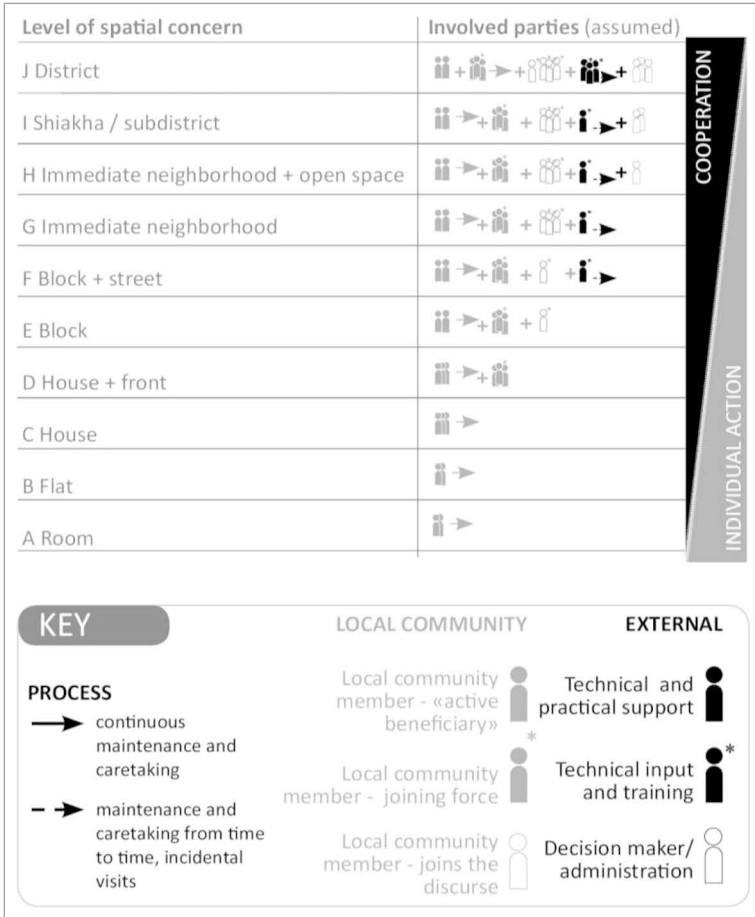 Level of spatial concern
Involved parties (assumed)
J District
I Shiakha / subdistrict
H Immediate neighborhood + open space
G Immediate neighborhood
F Block + street
E Block
D House + front
C House
B Flat
A Room
COOPERATION
INDIVIDUAL ACTION
KEY
PROCESS
continuous
maintenance and
caretaking
maintenance and
caretaking from time
to time, incidental
visits
LOCAL COMMUNITY
Local community
member - «active
beneficiary»
Local community
member - joining force
Local community
member - joins the
discurse
EXTERNAL
Technical and
practical support
Technical input
and training
Decision maker/
administration